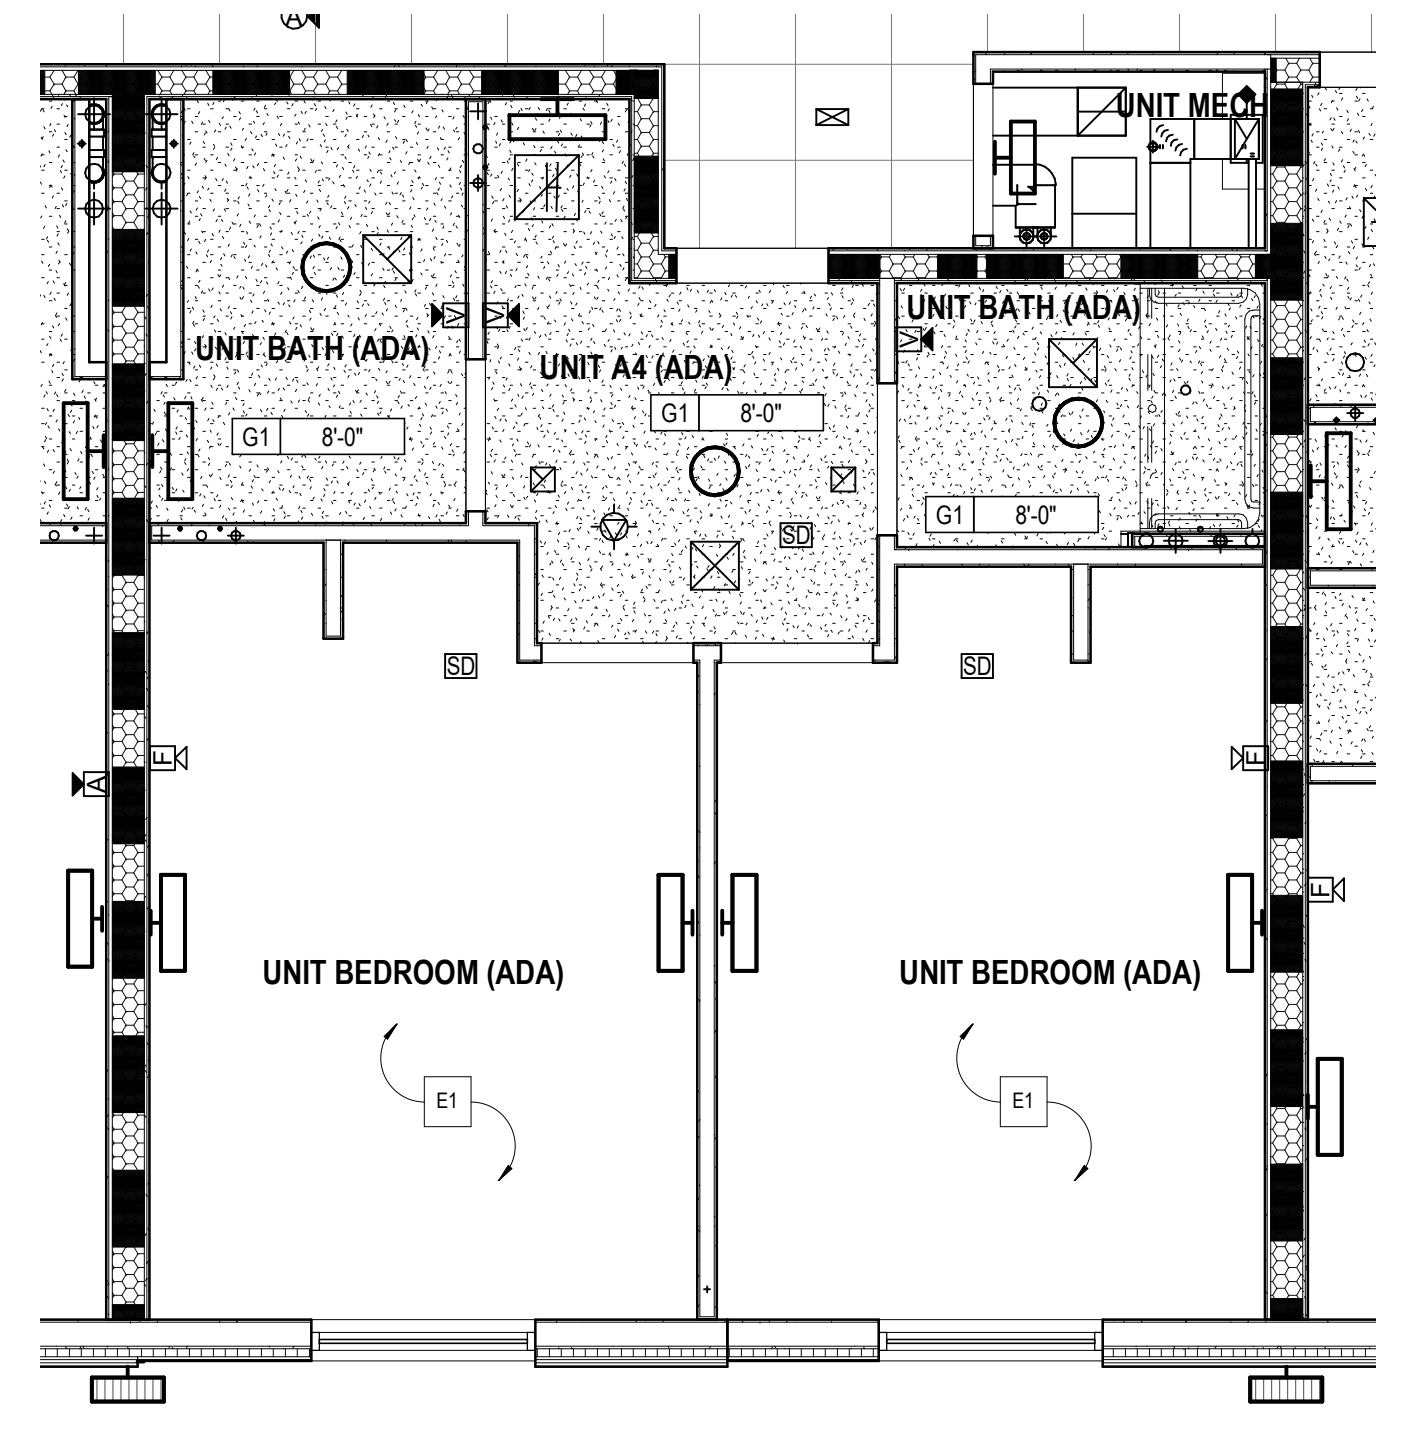 A
UNIT MECH
V
V
UNIT BATH (ADA)
V
UNIT BATH (ADA)
UNIT A4 (ADA)
G1 8'-0"
G1 8'-0"
G1 8'-0"
SD
SD
SD
F
F
A
F
UNIT BEDROOM (ADA)
UNIT BEDROOM (ADA)
E1
E1